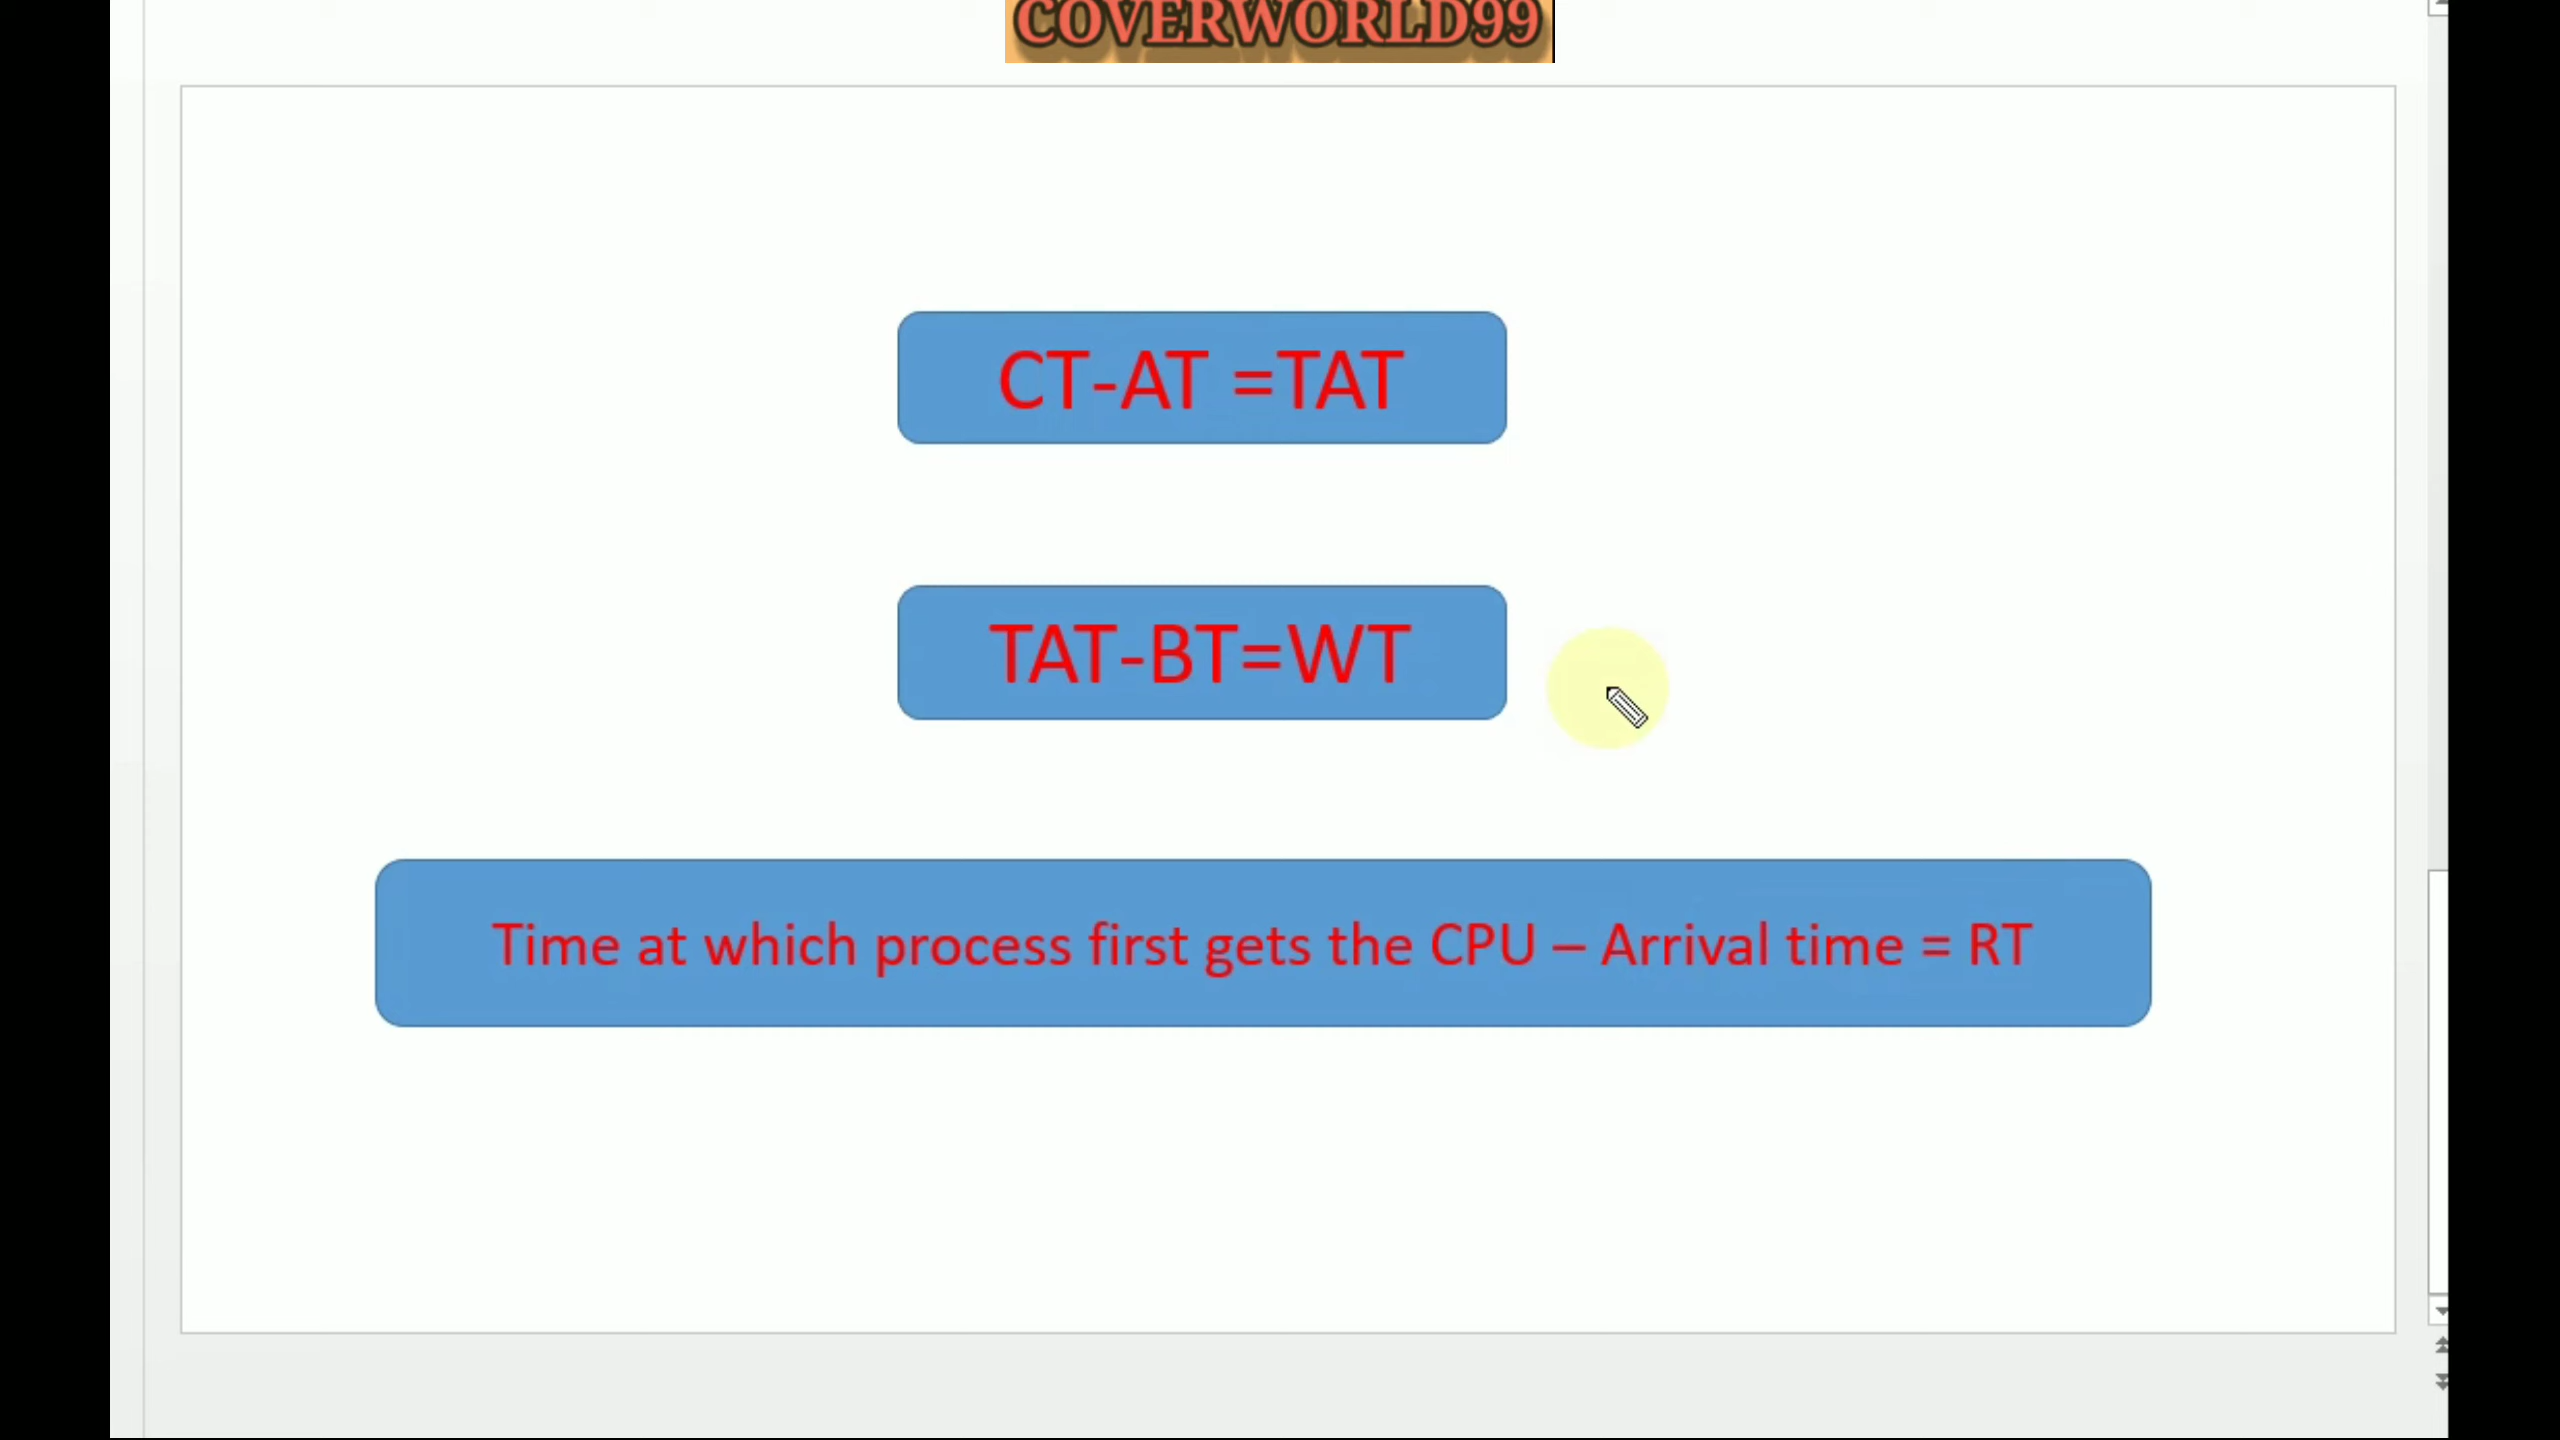 COVERWORLD99
CT-AT =TAT
TAT-BT=WT
Time at which process first gets the CPU – Arrival time = RT